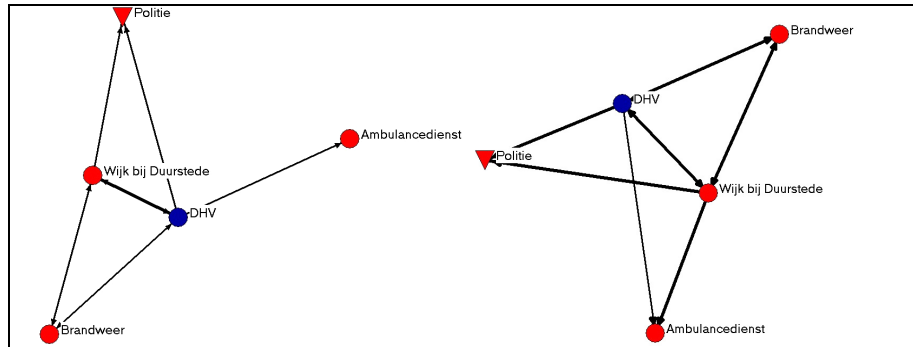 Politie
Ambulancedienst
Wijk bij Duurstede
DHV
Brandweer
Brandweer
DHV
Politie
Wijk bij Duurstede
Ambulancedienst